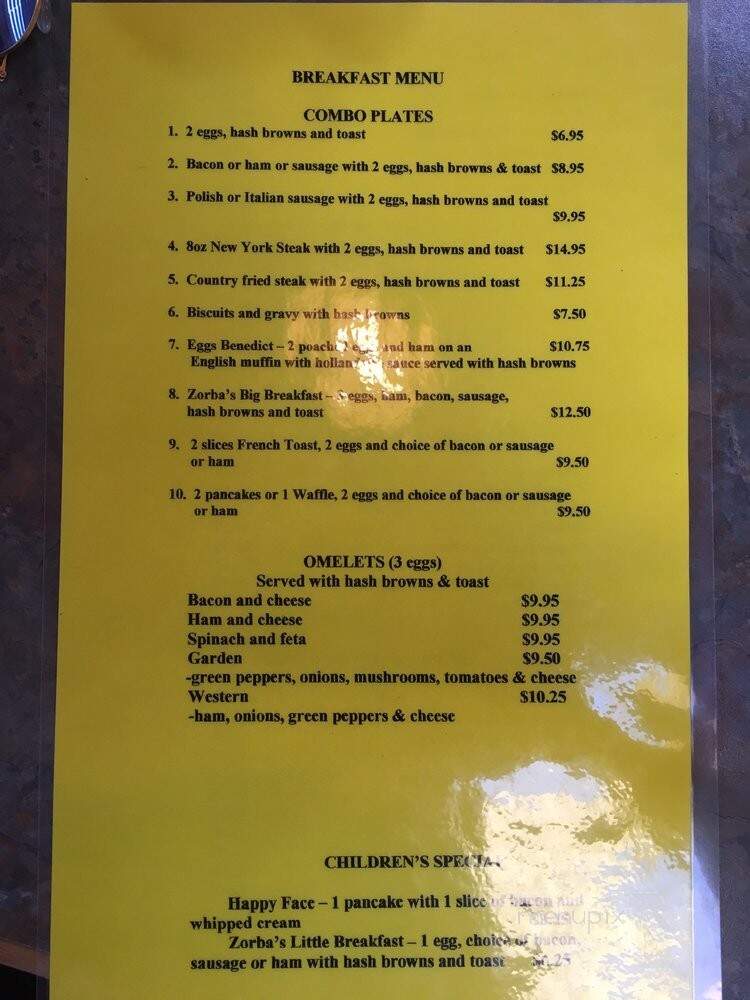 BREAKFAST MENU
COMBO PLATES
1. 2 eggs, hash browns and toast $6.95
2. Bacon or ham or sausage with 2 eggs, hash browns & toast $8.95
3. Polish or Italian sausage with 2 eggs, hash browns and toast
$9.95
4. 8oz New York Steak with 2 eggs, hash browns and toast $14.95
5. Country fried steak with 2 eggs, hash browns and toast $11.25
6. Biscuits and gravy with hash browns $7.50
7. Eggs Benedict – 2 poached eggs and ham on an $10.75
English muffin with hollandaise sauce served with hash browns
8. Zorba's Big Breakfast – 3 eggs, ham, bacon, sausage,
hash browns and toast $12.50
9. 2 slices French Toast, 2 eggs and choice of bacon or sausage
or ham $9.50
10. 2 pancakes or 1 Waffle, 2 eggs and choice of bacon or sausage
or ham $9.50
OMELETS (3 eggs)
Served with hash browns & toast
Bacon and cheese $9.95
Ham and cheese $9.95
Spinach and feta $9.95
Garden $9.50
-green peppers, onions, mushrooms, tomatoes & cheese
Western $10.25
-ham, onions, green peppers & cheese
CHILDREN'S SPECIAL
Happy Face – 1 pancake with 1 slice of bacon and
whipped cream
Zorba's Little Breakfast – 1 egg, choice of bacon,
sausage or ham with hash browns and toast